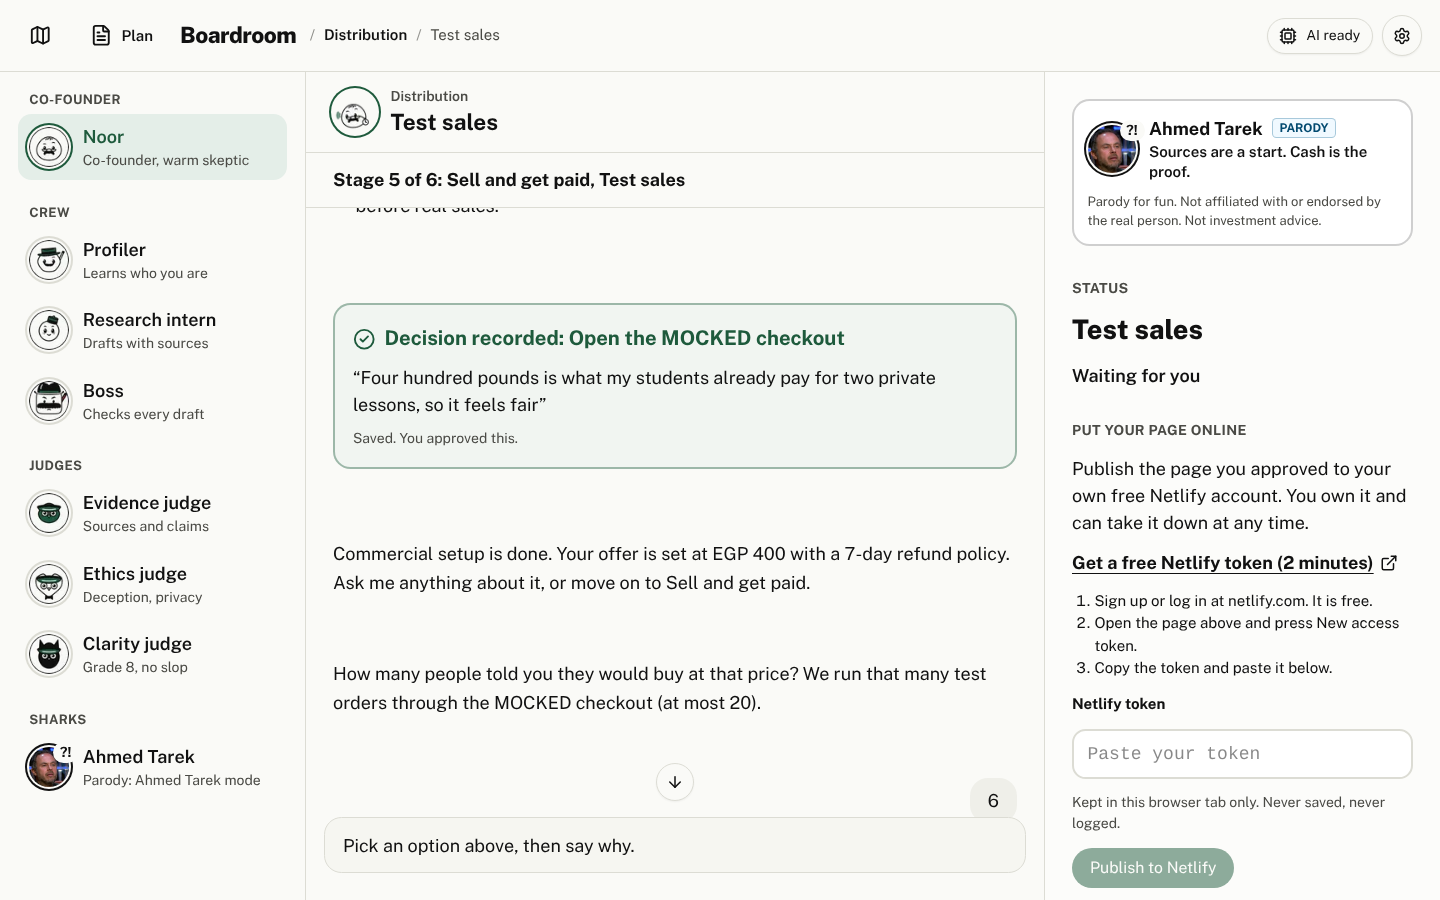 Plan
Boardroom / Distribution / Test sales
AI ready
CO-FOUNDER
Noor
Co-founder, warm skeptic
CREW
Profiler
Learns who you are
Research intern
Drafts with sources
Boss
Checks every draft
JUDGES
Evidence judge
Sources and claims
Ethics judge
Deception, privacy
Clarity judge
Grade 8, no slop
SHARKS
?!
Ahmed Tarek
Parody: Ahmed Tarek mode
Distribution
Test sales
Stage 5 of 6: Sell and get paid, Test sales
before real sales.
Decision recorded: Open the MOCKED checkout
“Four hundred pounds is what my students already pay for two private
lessons, so it feels fair”
Saved. You approved this.
Commercial setup is done. Your offer is set at EGP 400 with a 7-day refund policy.
Ask me anything about it, or move on to Sell and get paid.
How many people told you they would buy at that price? We run that many test
orders through the MOCKED checkout (at most 20).
6
Pick an option above, then say why.
?!
Ahmed Tarek PARODY
Sources are a start. Cash is the
proof.
Parody for fun. Not affiliated with or endorsed by
the real person. Not investment advice.
STATUS
Test sales
Waiting for you
PUT YOUR PAGE ONLINE
Publish the page you approved to your
own free Netlify account. You own it and
can take it down at any time.
Get a free Netlify token (2 minutes)
1. Sign up or log in at netlify.com. It is free.
2. Open the page above and press New access
token.
3. Copy the token and paste it below.
Netlify token
Paste your token
Kept in this browser tab only. Never saved, never
logged.
Publish to Netlify